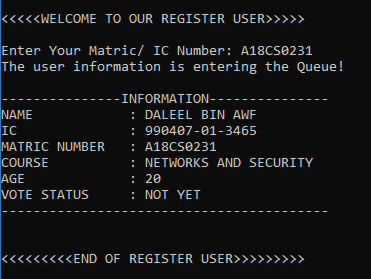 <<<<<WELCOME TO OUR REGISTER USER>>>>>
Enter Your Matric/ IC Number: A18CS0231
The user information is entering the Queue!
---------------INFORMATION---------------
NAME            : DALEEL BIN AWF
IC              : 990407-01-3465
MATRIC NUMBER   : A18CS0231
COURSE          : NETWORKS AND SECURITY
AGE             : 20
VOTE STATUS     : NOT YET
-----------------------------------------
<<<<<<<<<END OF REGISTER USER>>>>>>>>>